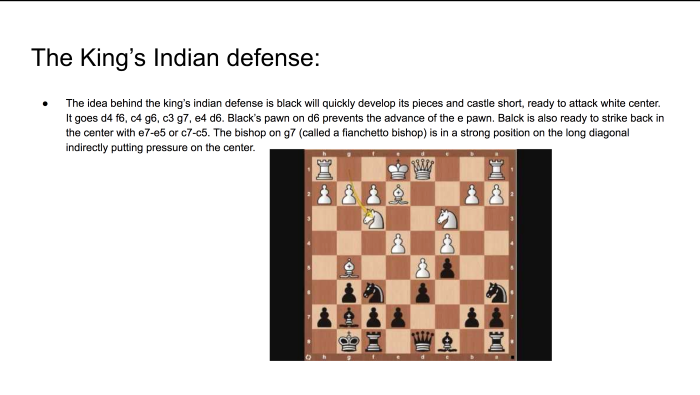 The King’s Indian defense:
● The idea behind the king’s indian defense is black will quickly develop its pieces and castle short, ready to attack white center.
It goes d4 f6, c4 g6, c3 g7, e4 d6. Black’s pawn on d6 prevents the advance of the e pawn. Balck is also ready to strike back in
the center with e7-e5 or c7-c5. The bishop on g7 (called a fianchetto bishop) is in a strong position on the long diagonal
indirectly putting pressure on the center.